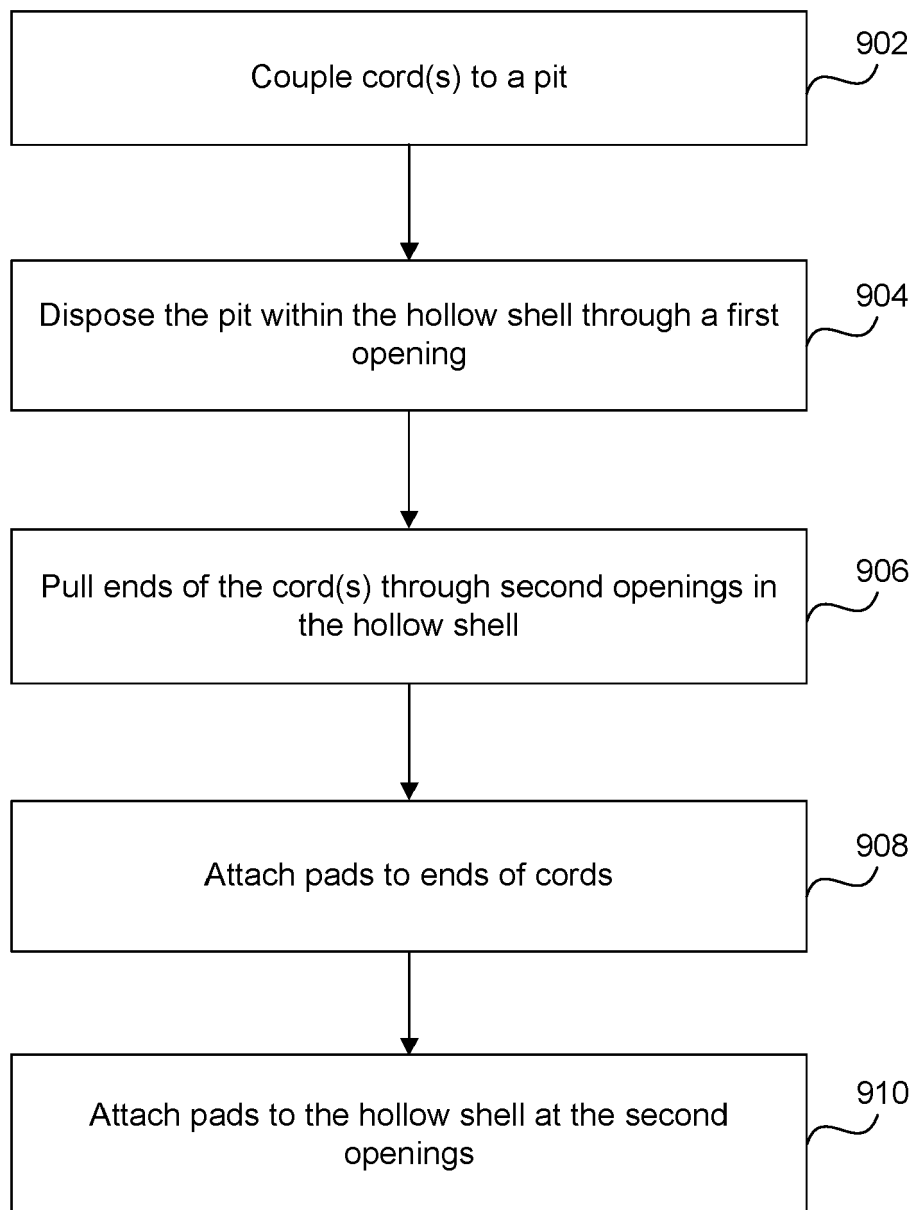 Couple cord(s) to a pit
902
Dispose the pit within the hollow shell through a first
opening
904
Pull ends of the cord(s) through second openings in
the hollow shell
906
Attach pads to ends of cords
908
Attach pads to the hollow shell at the second
openings
910